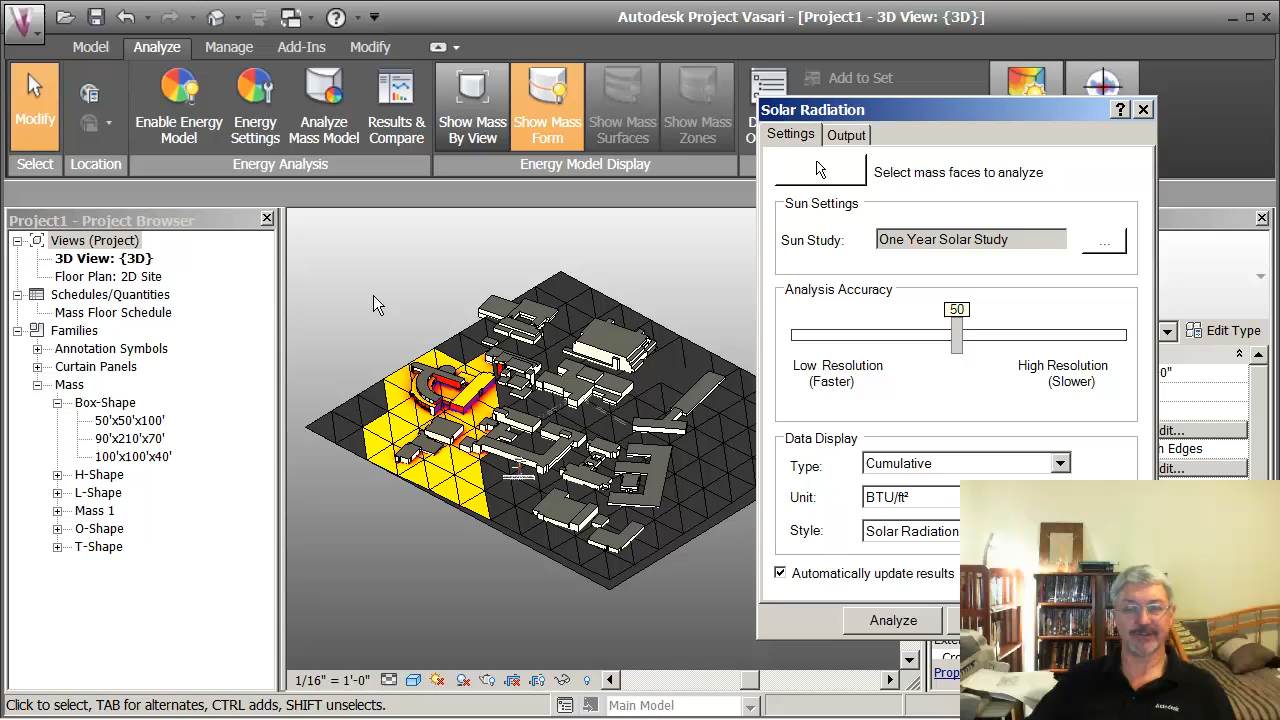 Autodesk Project Vasari - [Project1 - 3D View: {3D}]
Model Analyze Manage Add-Ins Modify
Modify
Enable Energy Model
Energy Settings
Analyze Mass Model
Results & Compare
Show Mass By View
Show Mass Form
Show Mass Surfaces
Show Mass Zones
Add to Set
Select Location Energy Analysis Energy Model Display
Project1 - Project Browser
Views (Project)
3D View: {3D}
Floor Plan: 2D Site
Schedules/Quantities
Mass Floor Schedule
Families
Annotation Symbols
Curtain Panels
Mass
Box-Shape
50'x50'x100'
90'x210'x70'
100'x100'x40'
H-Shape
L-Shape
Mass 1
O-Shape
T-Shape
Solar Radiation
Settings Output
Select mass faces to analyze
Sun Settings
Sun Study: One Year Solar Study ...
Analysis Accuracy
50
Low Resolution (Faster)
High Resolution (Slower)
Data Display
Type: Cumulative
Unit: BTU/ft²
Style: Solar Radiation
Automatically update results
Analyze
Edit Type
0"
dit...
n Edges
dit...
Prop
1/16" = 1'-0"
Click to select, TAB for alternates, CTRL adds, SHIFT unselects.
:0
Main Model
Autodesk